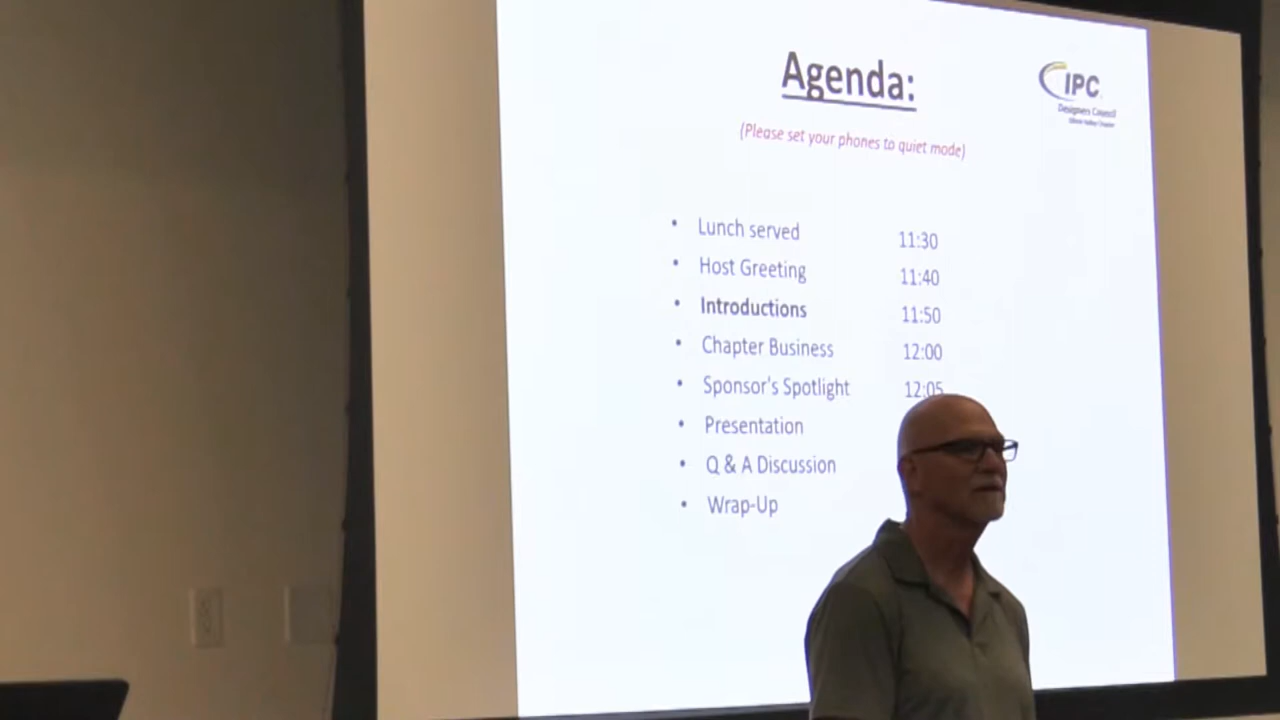 Agenda:
IPC
Designers Council
(Please set your phones to quiet mode)
• Lunch served 11:30
• Host Greeting 11:40
• Introductions 11:50
• Chapter Business 12:00
• Sponsor's Spotlight 12:05
• Presentation
• Q & A Discussion
• Wrap-Up